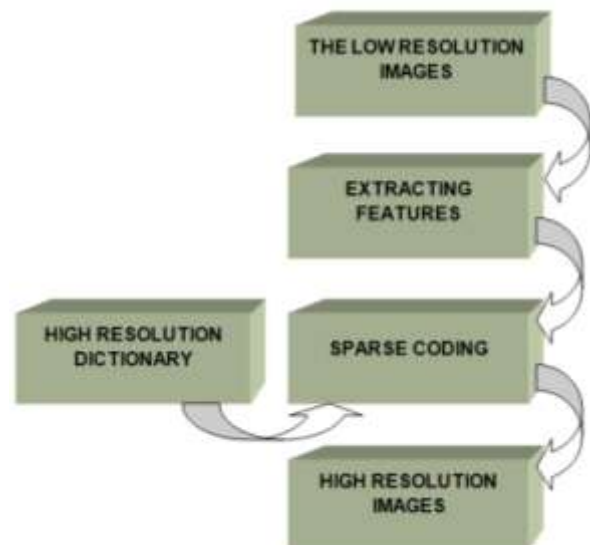 THE LOW RESOLUTION
IMAGES
EXTRACTING
FEATURES
HIGH RESOLUTION
DICTIONARY
SPARSE CODING
HIGH RESOLUTION
IMAGES